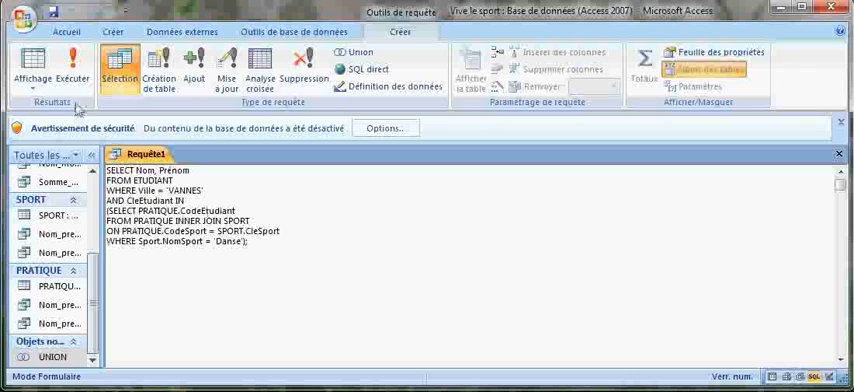 Outils de requête Vive le sport : Base de données (Access 2007) - Microsoft Access
Accueil Créer Données externes Outils de base de données Créer
Affichage Exécuter Sélection Création de table Ajout Mise à jour Analyse croisée Suppression
Union
SQL direct
Définition des données
Afficher la table
Insérer des colonnes
Supprimer colonnes
Renvoyer:
Totaux
Feuille des propriétés
Paramètres
Résultats Type de requête Paramétrage de requête Afficher/Masquer
Avertissement de sécurité Du contenu de la base de données a été désactivé Options...
Toutes les ...
Somme_...
SPORT
SPORT : ...
Nom_pre...
Nom_pre...
PRATIQUE
PRATIQU...
Nom_pre...
Nom_pre...
Objets no...
UNION
Requête1
SELECT Nom, Prénom
FROM ETUDIANT
WHERE Ville = 'VANNES'
AND CleEtudiant IN
(SELECT PRATIQUE.CodeEtudiant
FROM PRATIQUE INNER JOIN SPORT
ON PRATIQUE.CodeSport = SPORT.CleSport
WHERE Sport.NomSport = 'Danse');
Mode Formulaire Verr. num. SQL